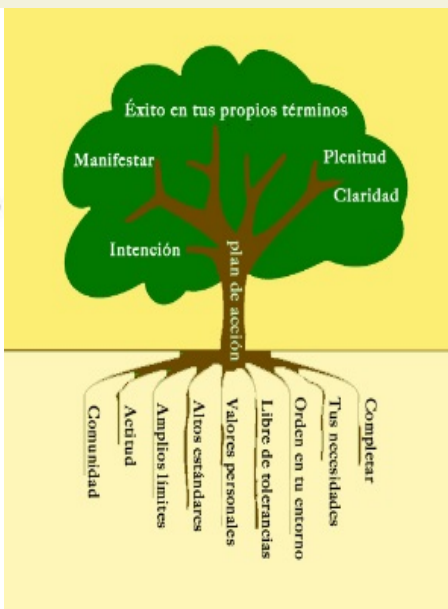 Éxito en tus propios términos
Manifestar
Plenitud
Claridad
Intención
plan de acción
Comunidad
Actitud
Amplios límites
Altos estándares
Valores personales
Libre de tolerancias
Orden en tu entorno
Tus necesidades
Completar